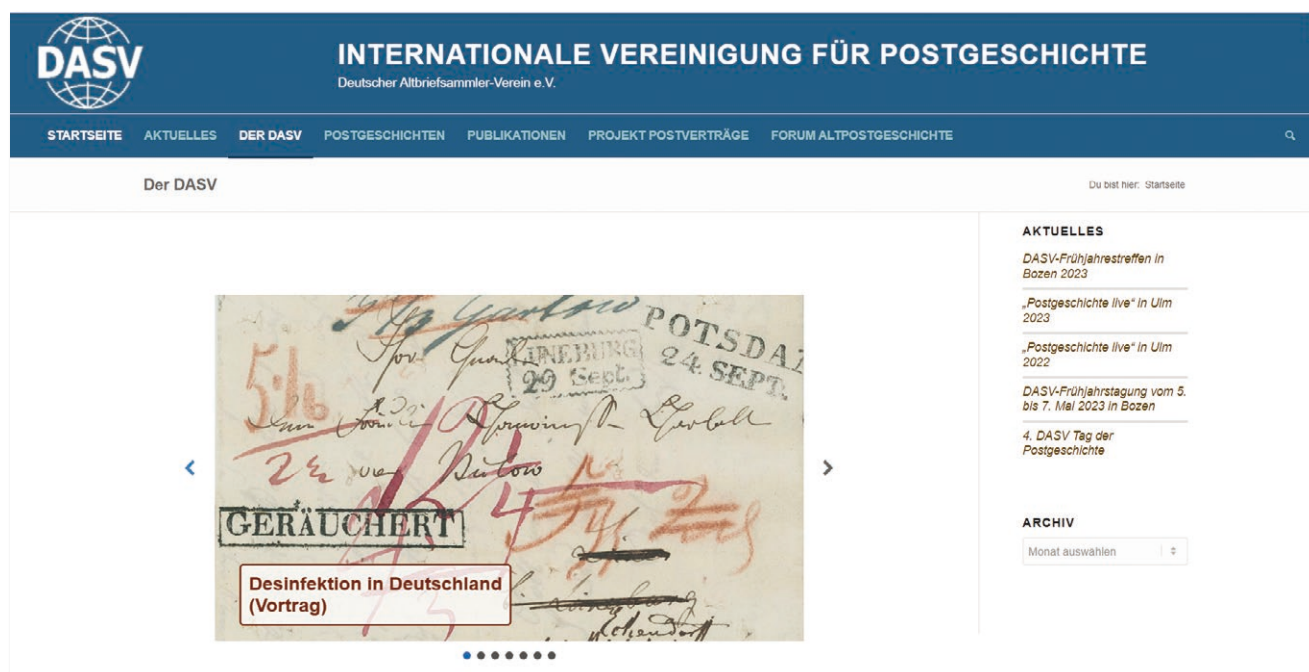 DASV
INTERNATIONALE VEREINIGUNG FÜR POSTGESCHICHTE
Deutscher Altbriefsammler-Verein e.V.
STARTSEITE AKTUELLES DER DASV POSTGESCHICHTEN PUBLIKATIONEN PROJEKT POSTVERTRÄGE FORUM ALTPOSTGESCHICHTE
Der DASV
Du bist hier: Startseite
POTSDAM
24. SEPT.
LÜNEBURG
29 Sept.
GERÄUCHERT
Desinfektion in Deutschland
(Vortrag)
AKTUELLES
DASV-Frühjahrestreffen in
Bozen 2023
„Postgeschichte live“ in Ulm
2023
„Postgeschichte live“ in Ulm
2022
DASV-Frühjahrstagung vom 5.
bis 7. Mai 2023 in Bozen
4. DASV Tag der
Postgeschichte
ARCHIV
Monat auswählen